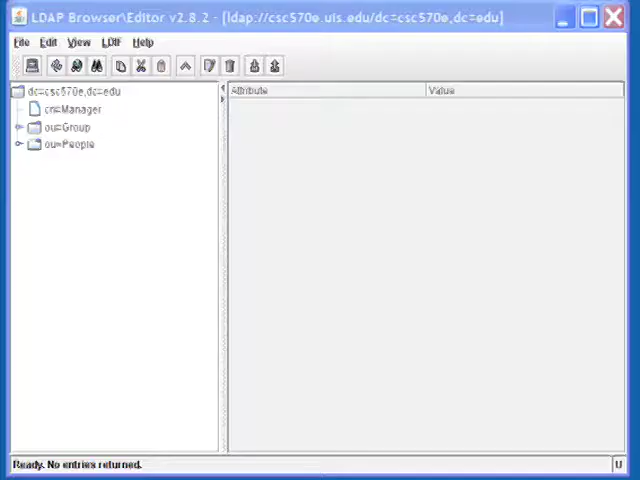 LDAP Browser\Editor v2.8.2 - [ldap://csc570e.uis.edu/dc=csc570e,dc=edu]
File Edit View LDIF Help
dc=csc570e,dc=edu
cn=Manager
ou=Group
ou=People
Attribute Value
Ready. No entries returned. U